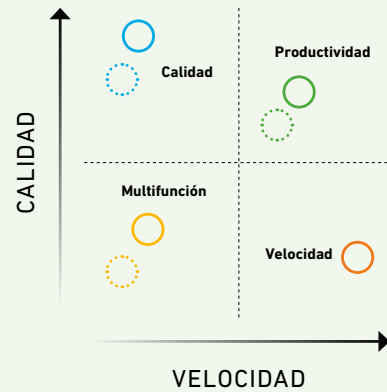 CALIDAD
Calidad
Productividad
Multifunción
Velocidad
VELOCIDAD